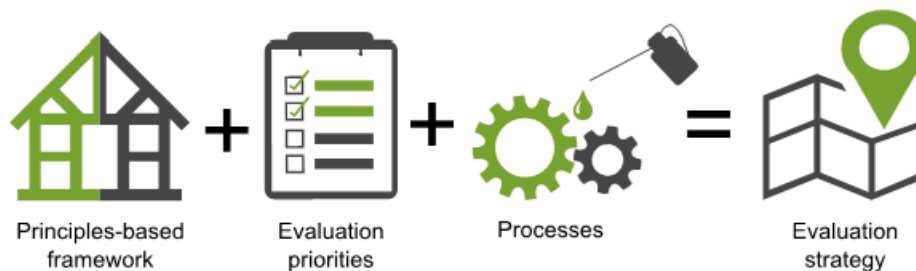 Principles-based
framework
+
Evaluation
priorities
+
Processes
=
Evaluation
strategy